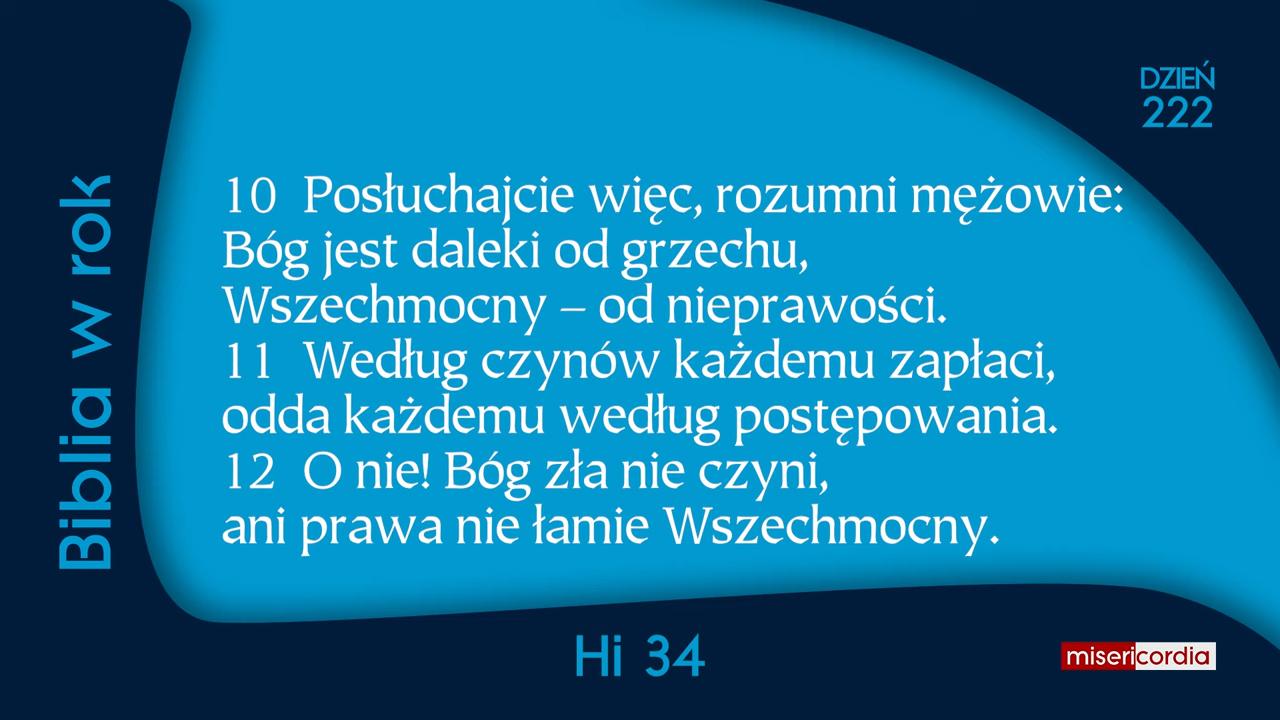 DZIEŃ
222
Biblia w rok
10 Posłuchajcie więc, rozumni mężowie:
Bóg jest daleki od grzechu,
Wszechmocny – od nieprawości.
11 Według czynów każdemu zapłaci,
odda każdemu według postępowania.
12 O nie! Bóg zła nie czyni,
ani prawa nie łamie Wszechmocny.
Hi 34
misericordia